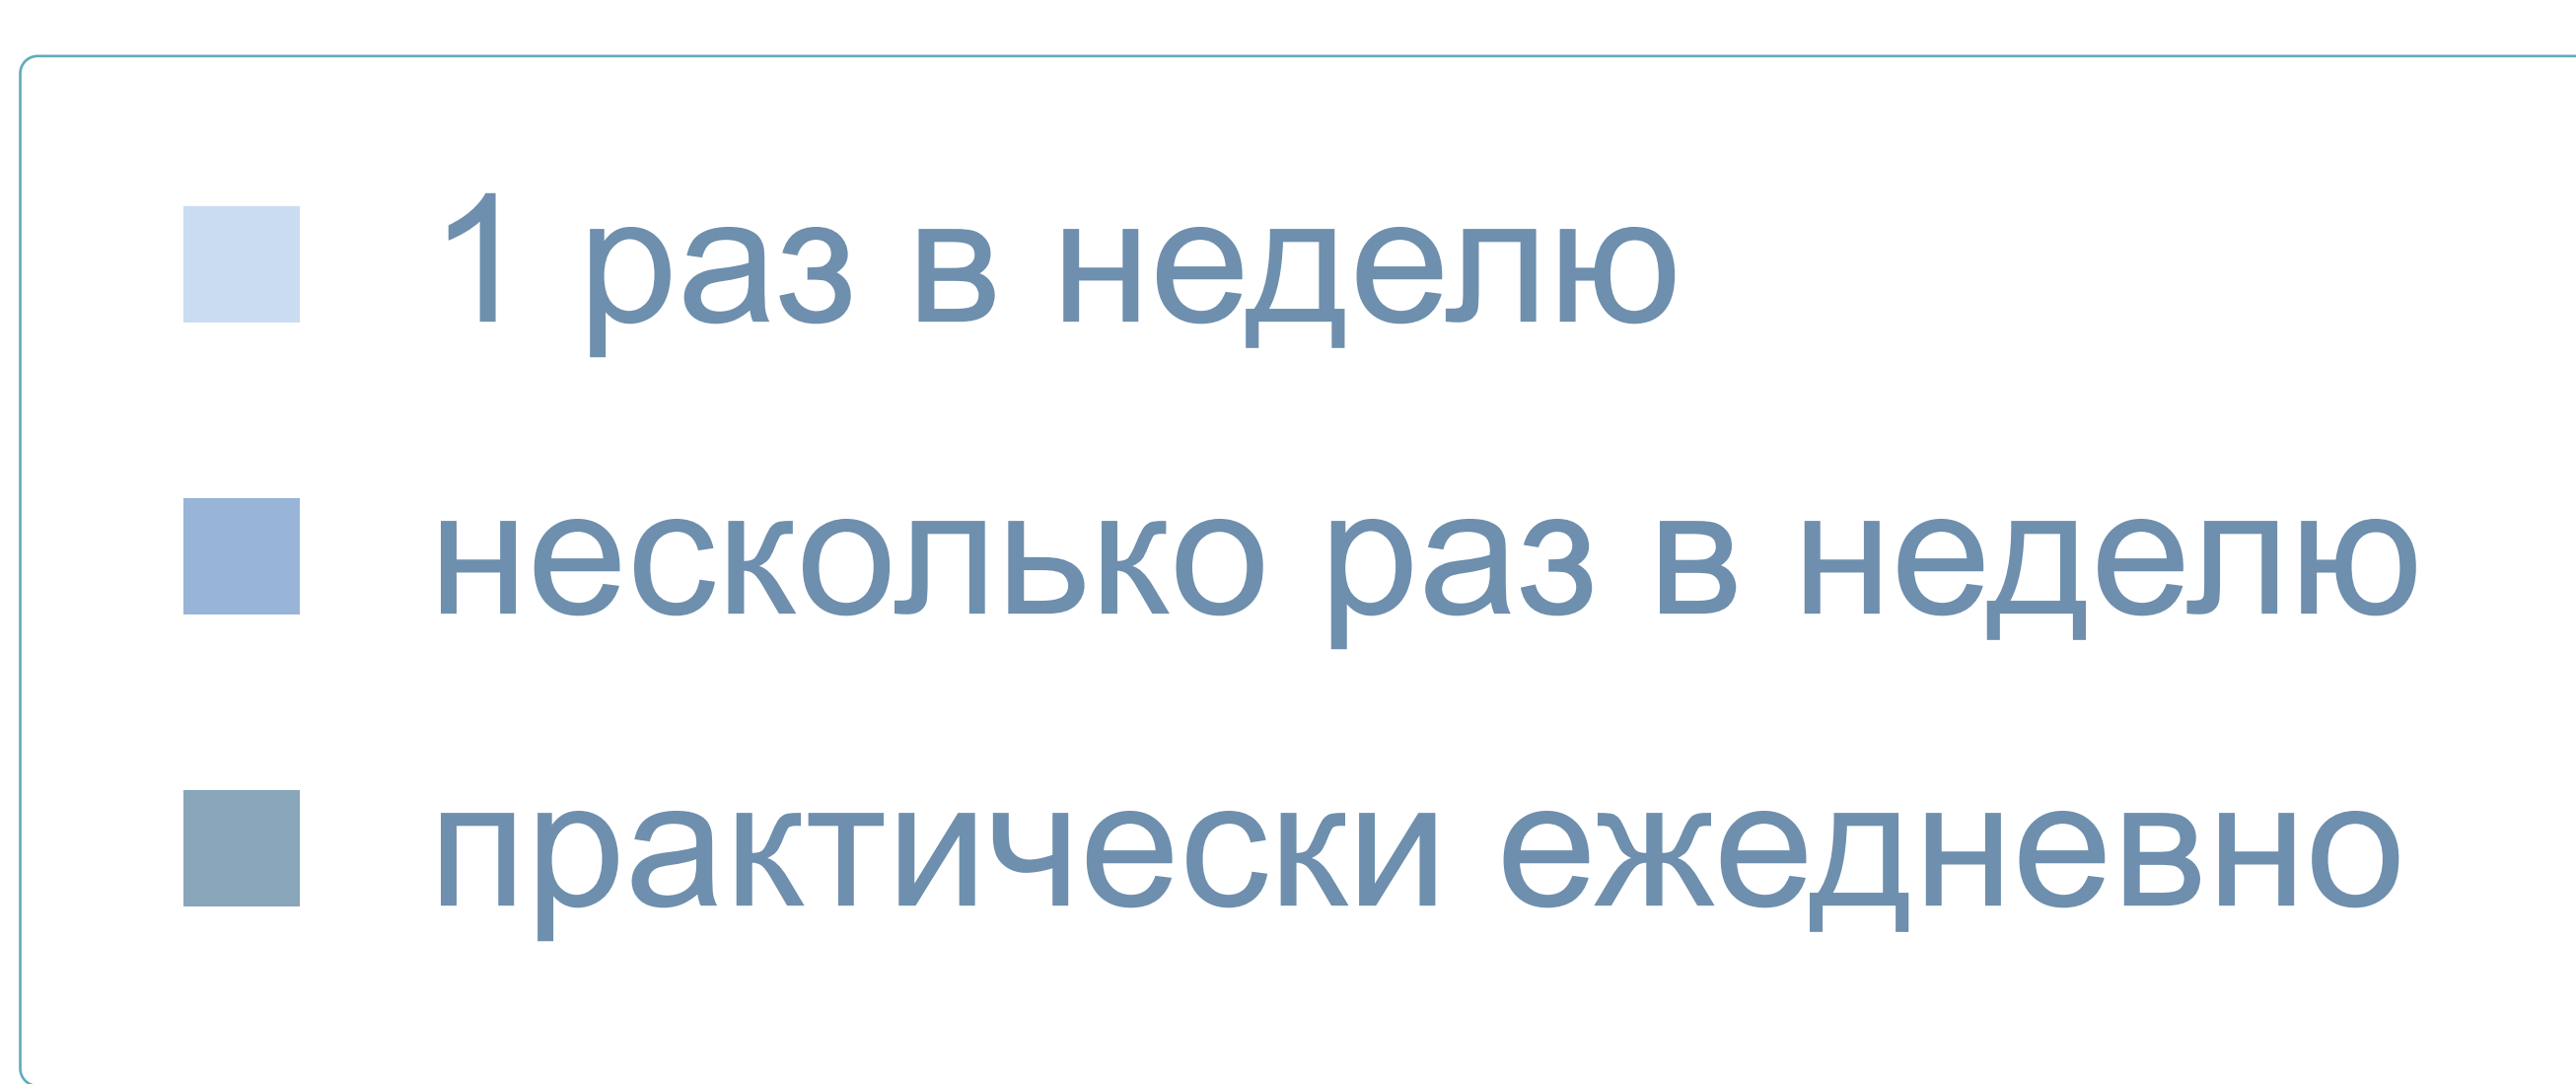 1 раз в неделю
несколько раз в неделю
практически ежедневно